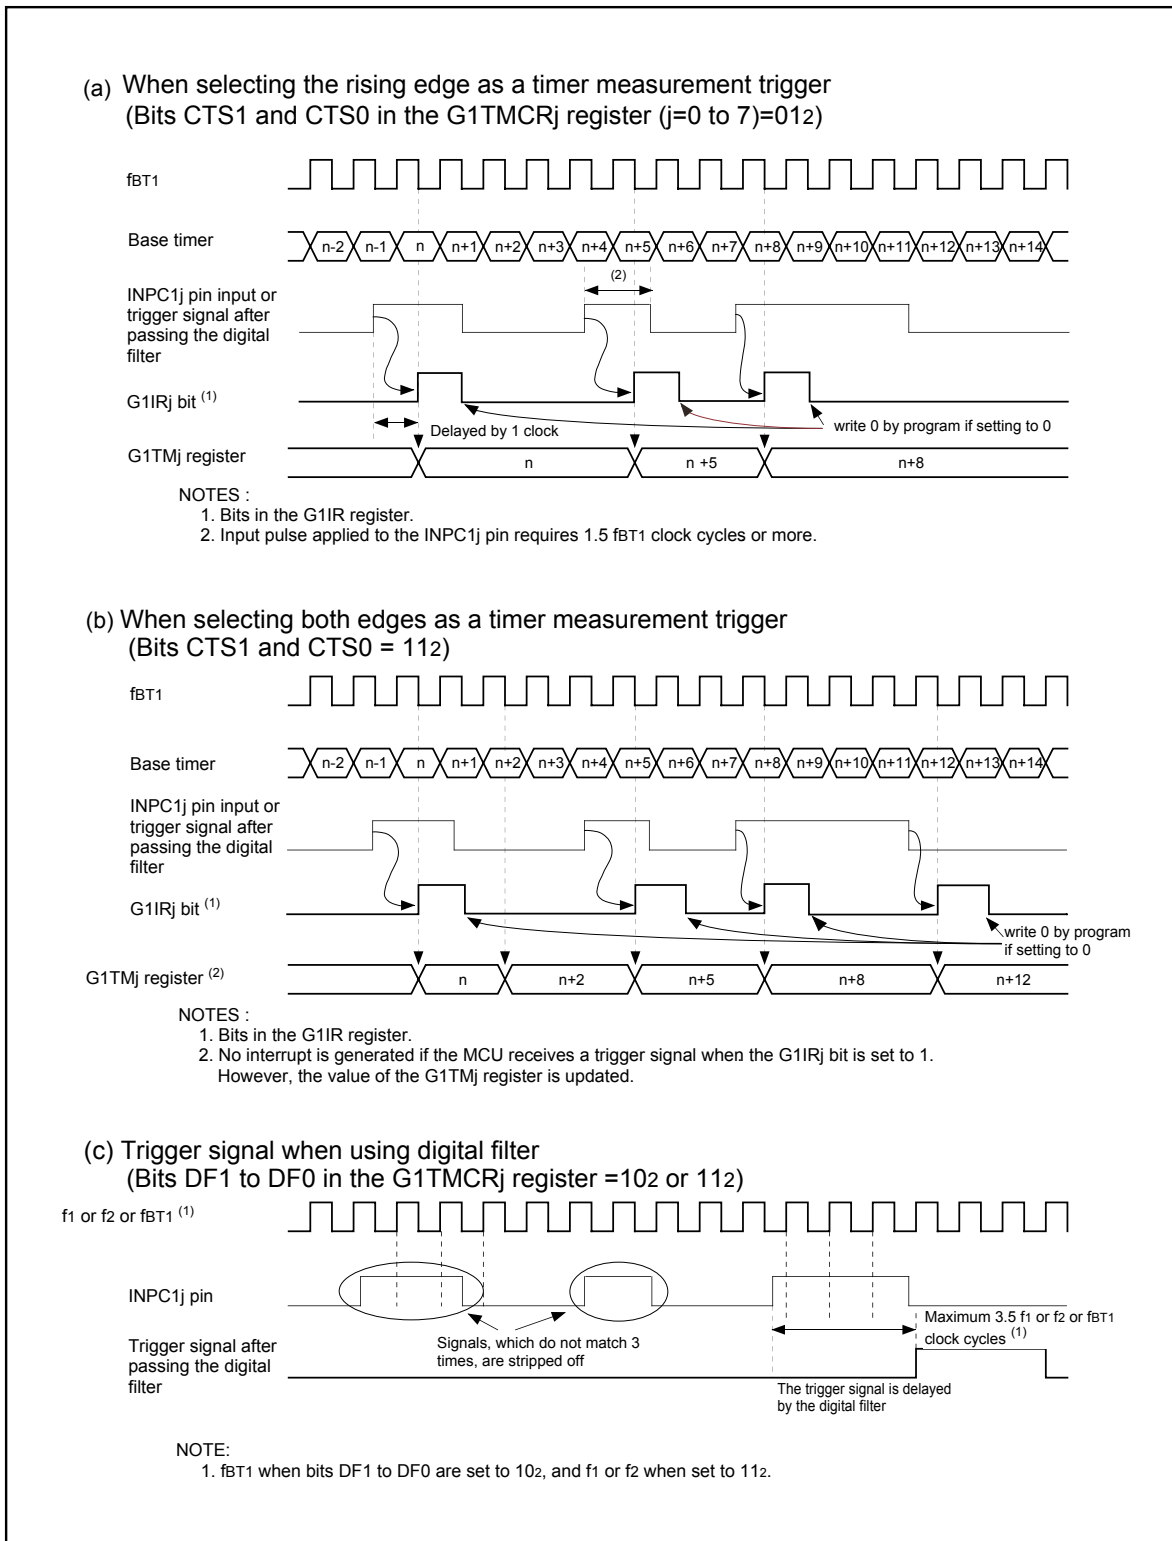 (a) When selecting the rising edge as a timer measurement trigger
(Bits CTS1 and CTS0 in the G1TMCRj register (j=0 to 7)=012)
fBT1
Base timer
n-2 n-1 n n+1 n+2 n+3 n+4 n+5 n+6 n+7 n+8 n+9 n+10 n+11 n+12 n+13 n+14
(2)
INPC1j pin input or
trigger signal after
passing the digital
filter
G1IRj bit (1)
Delayed by 1 clock
write 0 by program if setting to 0
G1TMj register
n n +5 n+8
NOTES :
1. Bits in the G1IR register.
2. Input pulse applied to the INPC1j pin requires 1.5 fBT1 clock cycles or more.
(b) When selecting both edges as a timer measurement trigger
(Bits CTS1 and CTS0 = 112)
fBT1
Base timer
n-2 n-1 n n+1 n+2 n+3 n+4 n+5 n+6 n+7 n+8 n+9 n+10 n+11 n+12 n+13 n+14
INPC1j pin input or
trigger signal after
passing the digital
filter
G1IRj bit (1)
write 0 by program
if setting to 0
G1TMj register (2)
n n+2 n+5 n+8 n+12
NOTES :
1. Bits in the G1IR register.
2. No interrupt is generated if the MCU receives a trigger signal when the G1IRj bit is set to 1.
However, the value of the G1TMj register is updated.
(c) Trigger signal when using digital filter
(Bits DF1 to DF0 in the G1TMCRj register =102 or 112)
f1 or f2 or fBT1 (1)
INPC1j pin
Signals, which do not match 3
times, are stripped off
Maximum 3.5 f1 or f2 or fBT1
clock cycles (1)
Trigger signal after
passing the digital
filter
The trigger signal is delayed
by the digital filter
NOTE:
1. fBT1 when bits DF1 to DF0 are set to 102, and f1 or f2 when set to 112.